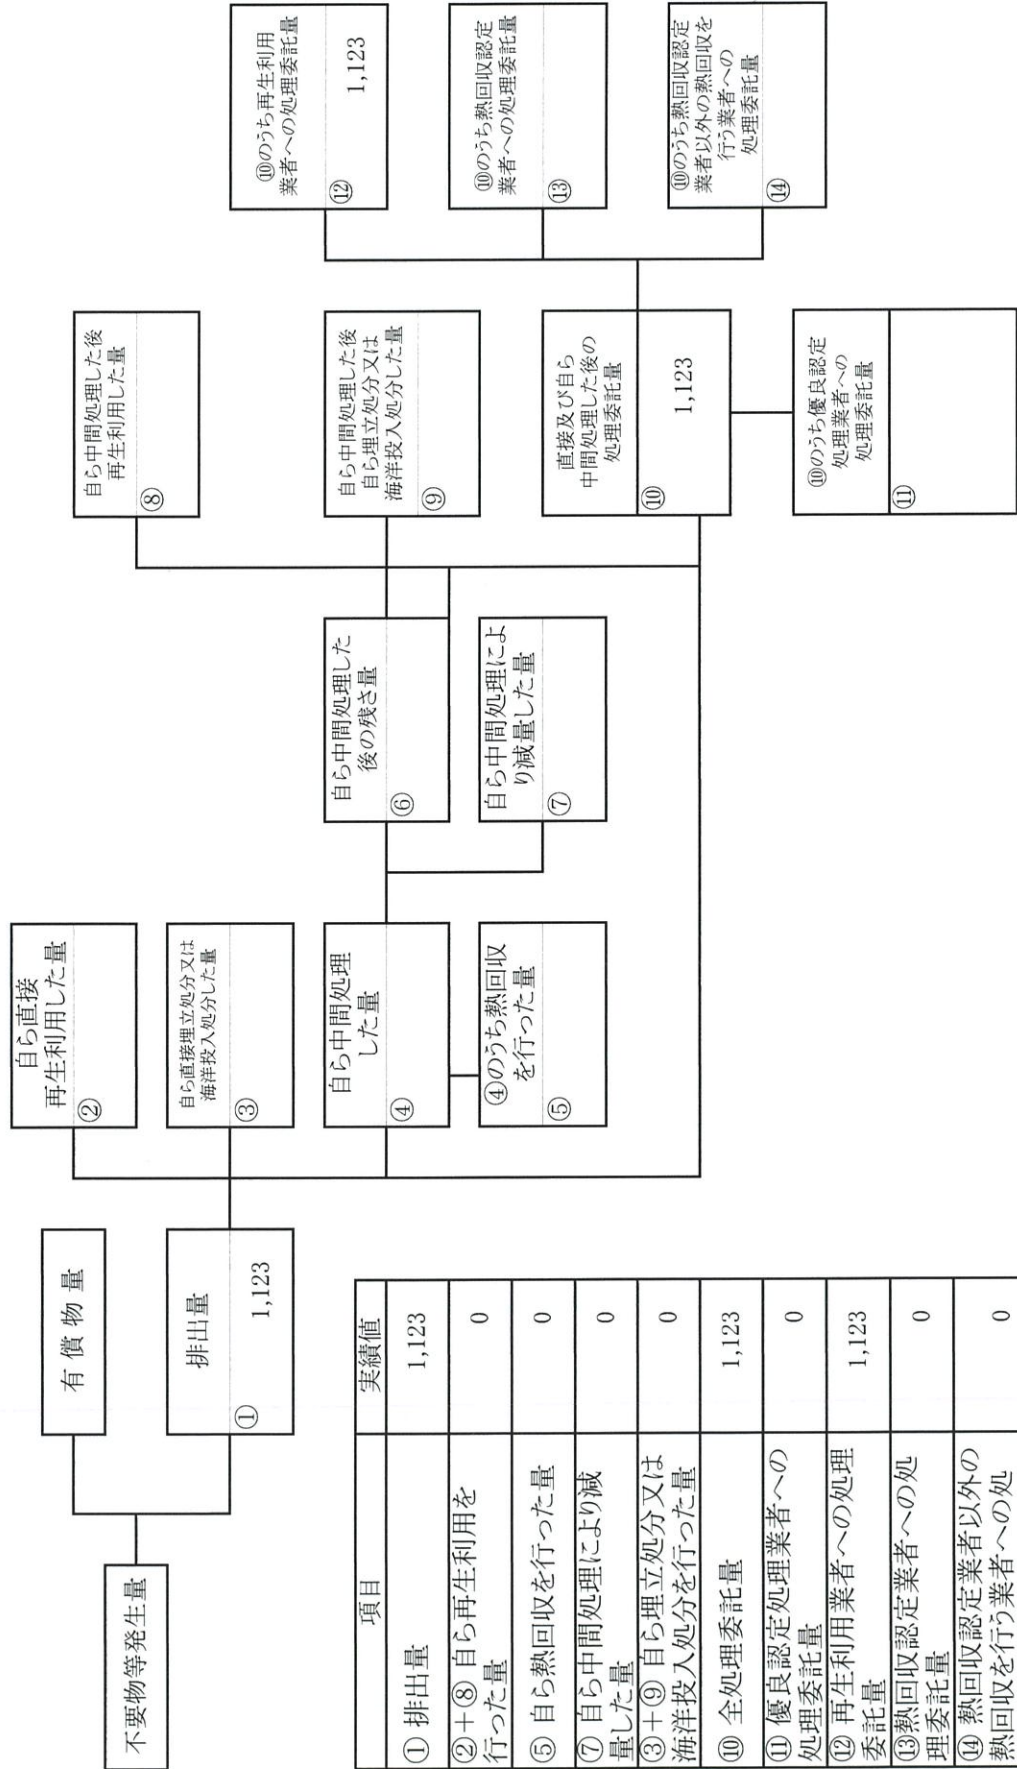 不要物等発生量
有償物量
排出量
①
1,123
自ら直接
再生利用した量
②
自ら直接埋立処分又は
海洋投入処分した量
③
自ら中間処理
した量
④
④のうち熱回収
を行った量
⑤
自ら中間処理した
後の残さ量
⑥
自ら中間処理によ
り減量した量
⑦
自ら中間処理した後
再生利用した量
⑧
自ら中間処理した後
自ら埋立処分又は
海洋投入処分した量
⑨
直接及び自ら
中間処理した後の
処理委託量
⑩
1,123
⑩のうち優良認定
処理業者への
処理委託量
⑪
⑩のうち再生利用
業者への処理委託量
⑫
1,123
⑩のうち熱回収認定
業者への処理委託量
⑬
⑩のうち熱回収認定
業者以外の熱回収を
行う業者への
処理委託量
⑭
項目 実績値
① 排出量 1,123
②+⑧ 自ら再生利用を
行った量 0
⑤ 自ら熱回収を行った量 0
⑦ 自ら中間処理により減
量した量 0
③+⑨ 自ら埋立処分又は
海洋投入処分を行った量 0
⑩ 全処理委託量 1,123
⑪ 優良認定処理業者への
処理委託量 0
⑫ 再生利用業者への処理
委託量 1,123
⑬熱回収認定業者への処
理委託量 0
⑭ 熱回収認定業者以外の
熱回収を行う業者への処 0